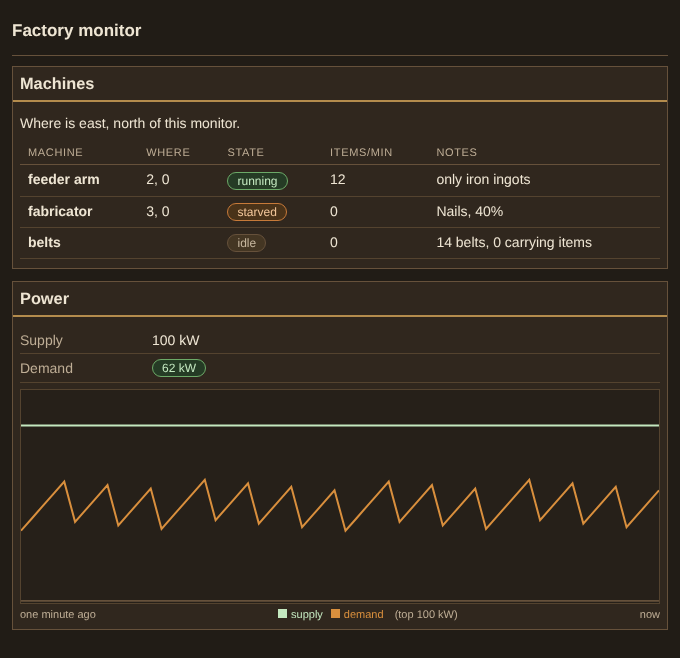 Factory monitor
Machines
Where is east, north of this monitor.
MACHINE WHERE STATE ITEMS/MIN NOTES
feeder arm 2, 0 running 12 only iron ingots
fabricator 3, 0 starved 0 Nails, 40%
belts idle 0 14 belts, 0 carrying items
Power
Supply 100 kW
Demand 62 kW
one minute ago supply demand (top 100 kW) now